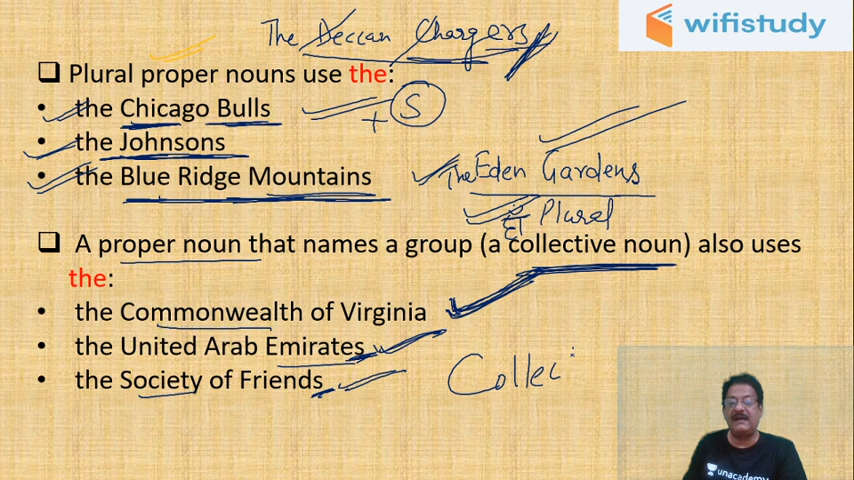 The Deccan Chargers
wifistudy
Plural proper nouns use the:
the Chicago Bulls
+ S
the Johnsons
the Blue Ridge Mountains
The Eden Gardens
Plural
A proper noun that names a group (a collective noun) also uses
the:
the Commonwealth of Virginia
the United Arab Emirates
the Society of Friends
Collec
unacademy